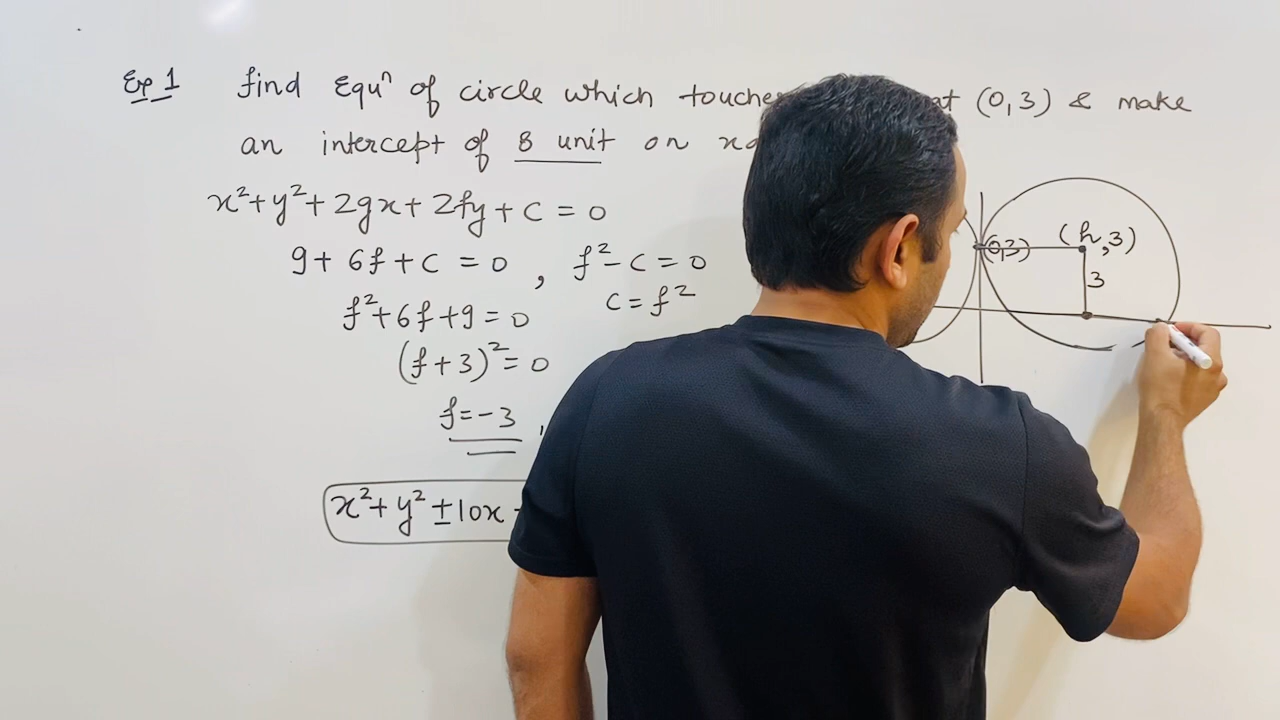 Exp 1 find Equⁿ of circle which touches at (0,3) & make
an intercept of 8 unit on
x²+y²+2gx+2fy+c=0
9+6f+c=0 , f²-c=0
f²+6f+9=0 c=f²
(f+3)²=0
f=-3 ,
x²+y²±10x
(0,3) (h,3)
3